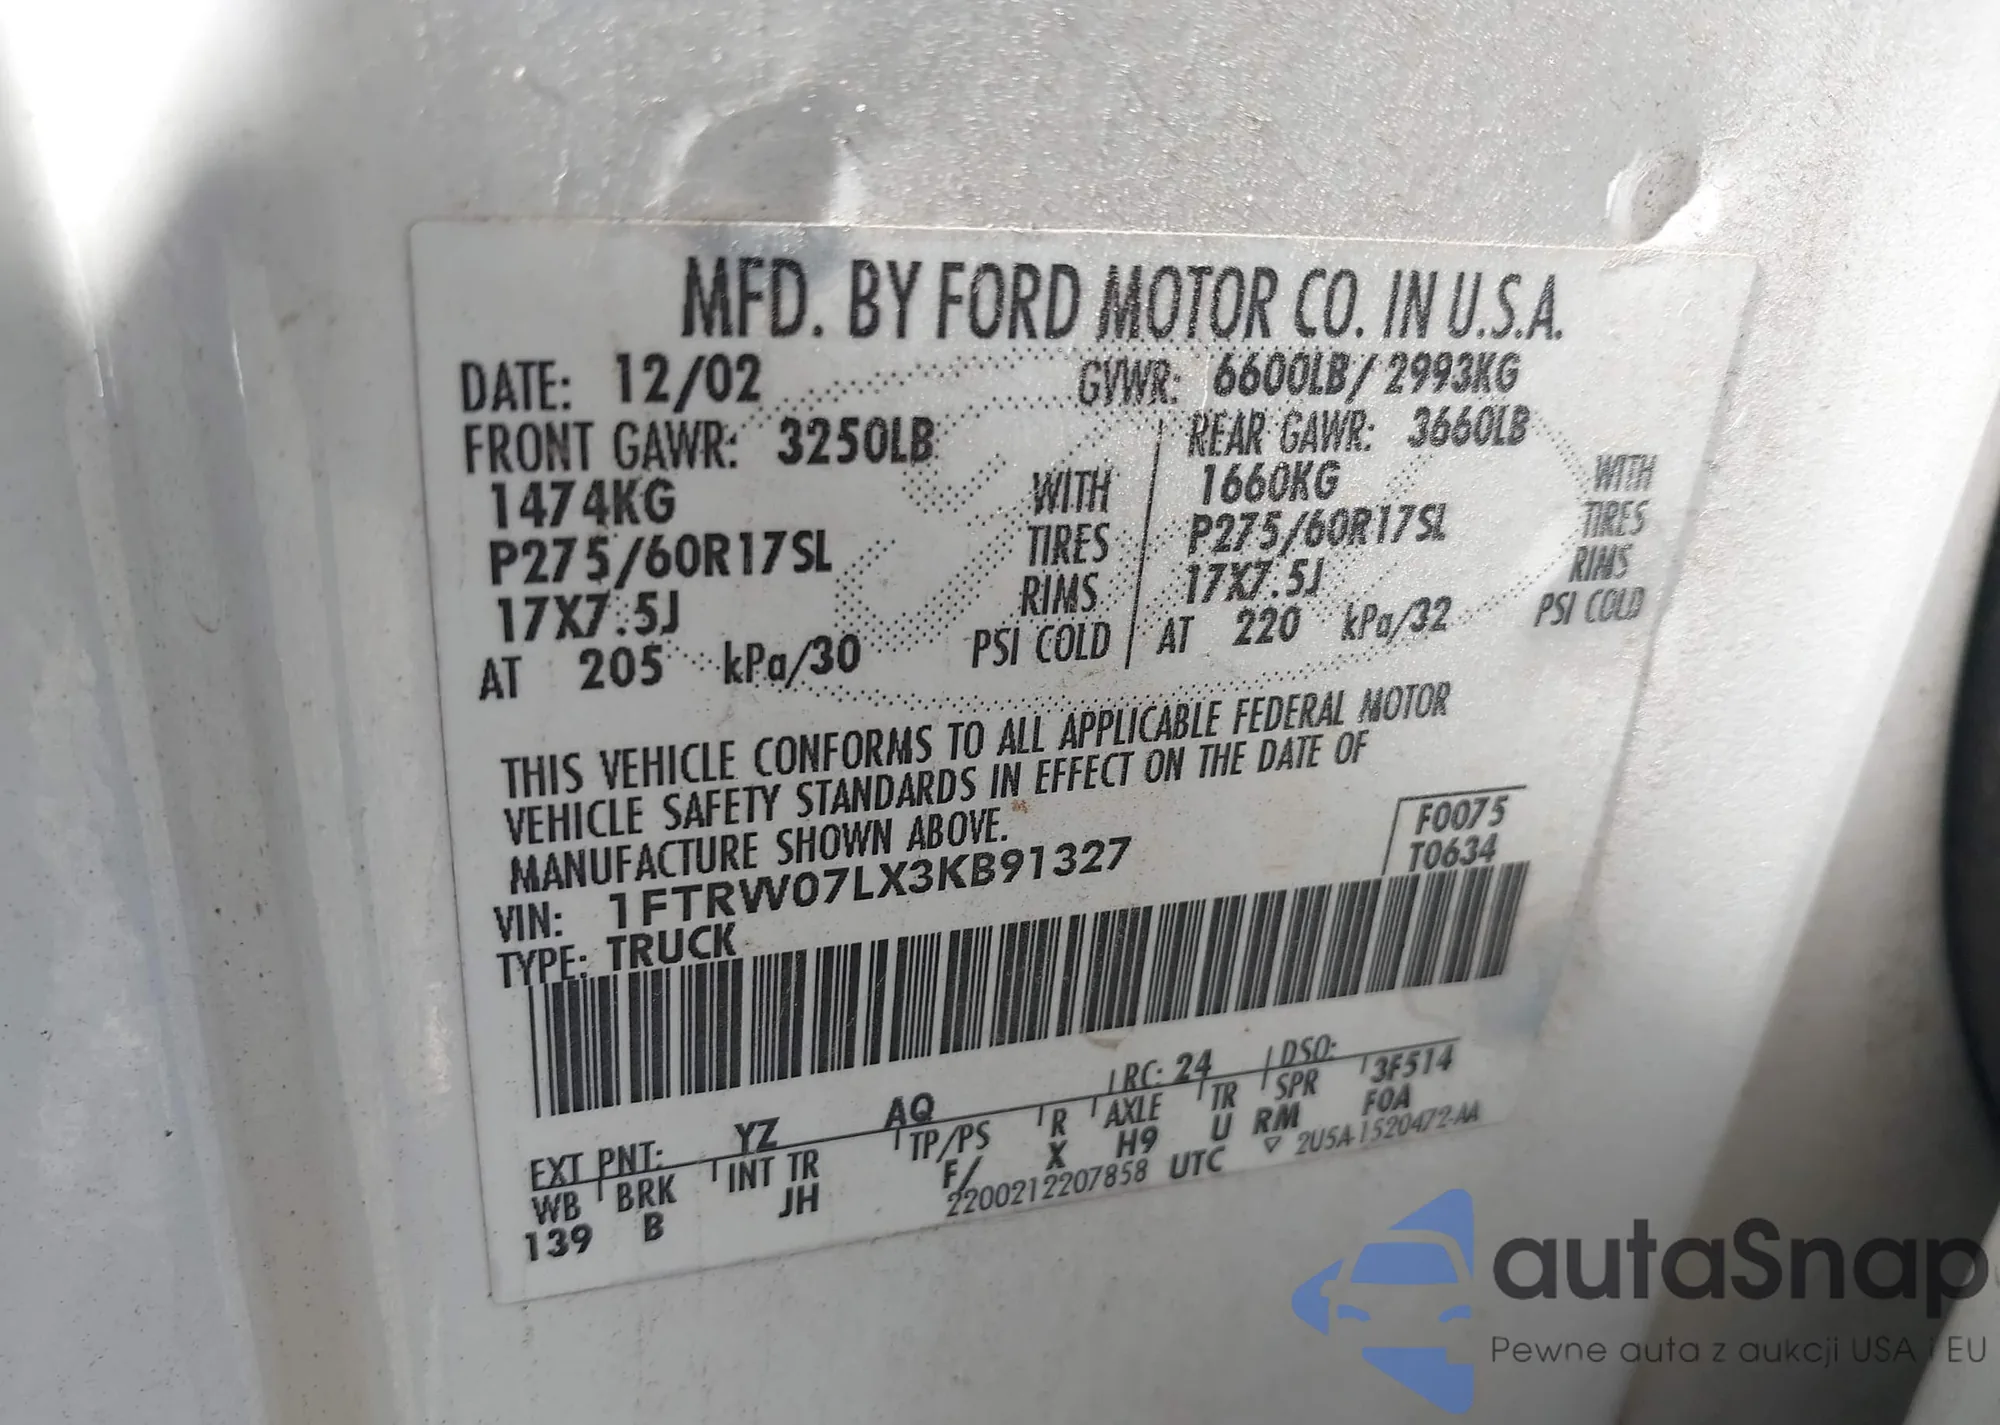 MFD. BY FORD MOTOR CO. IN U.S.A.
DATE: 12/02 GVWR: 6600LB/ 2993KG
FRONT GAWR: 3250LB REAR GAWR: 3660LB
1474KG WITH 1660KG WITH
P275/60R17SL TIRES P275/60R17SL TIRES
17X7.5J RIMS 17X7.5J RIMS
AT 205 kPa/30 PSI COLD AT 220 kPa/32 PSI COLD
THIS VEHICLE CONFORMS TO ALL APPLICABLE FEDERAL MOTOR
VEHICLE SAFETY STANDARDS IN EFFECT ON THE DATE OF
MANUFACTURE SHOWN ABOVE.
F0075
VIN: 1FTRW07LX3KB91327 T0634
TYPE: TRUCK
EXT PNT: YZ AQ RC: 24 DSO:
WB BRK INT TR TP/PS R AXLE TR SPR 3F514
139 B JH F/ X H9 U RM F0A
2200212207858 UTC ▽ 2U5A-1520472-AA
autaSnap
Pewne auta z aukcji USA i EU